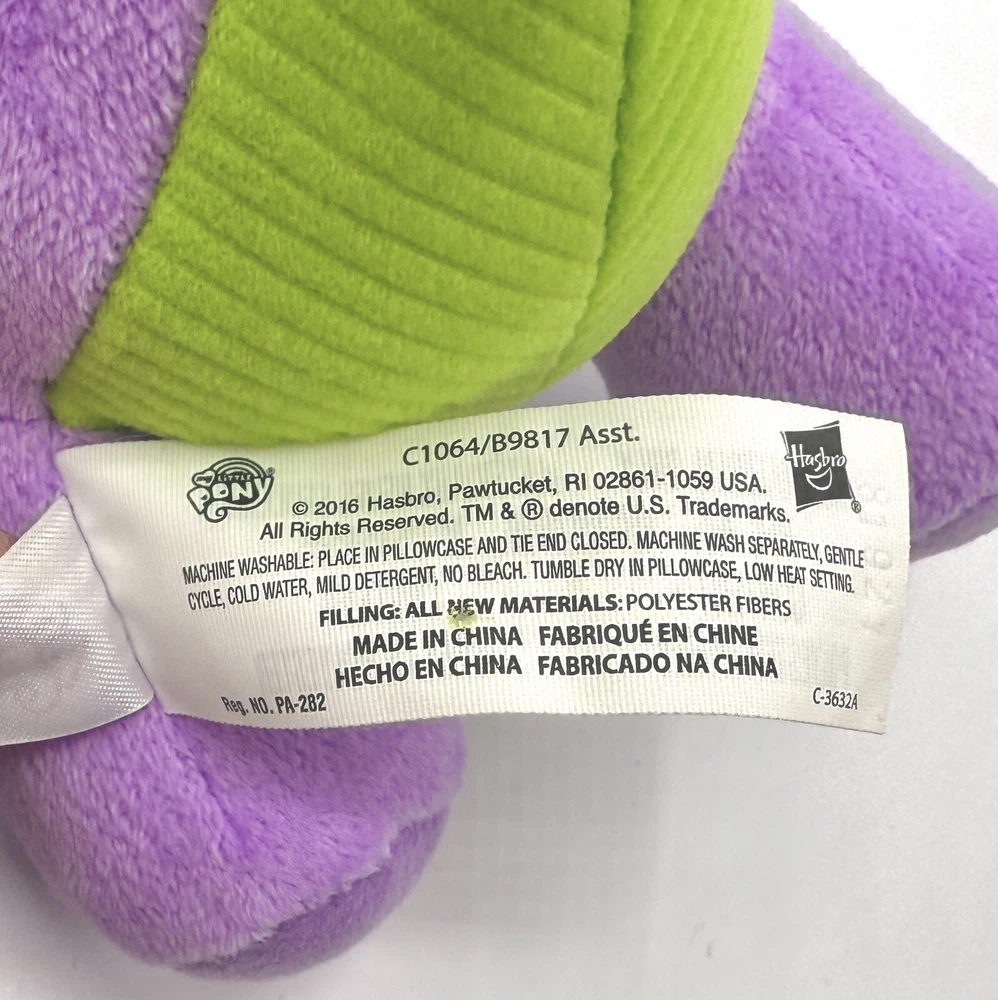 C1064/B9817 Asst.
my LITTLE PONY®
Hasbro®
© 2016 Hasbro, Pawtucket, RI 02861-1059 USA.
All Rights Reserved. TM & ® denote U.S. Trademarks.
MACHINE WASHABLE: PLACE IN PILLOWCASE AND TIE END CLOSED. MACHINE WASH SEPARATELY, GENTLE
CYCLE, COLD WATER, MILD DETERGENT, NO BLEACH. TUMBLE DRY IN PILLOWCASE, LOW HEAT SETTING.
FILLING: ALL NEW MATERIALS: POLYESTER FIBERS
MADE IN CHINA FABRIQUÉ EN CHINE
HECHO EN CHINA FABRICADO NA CHINA
Reg. NO. PA-282
C-3632A